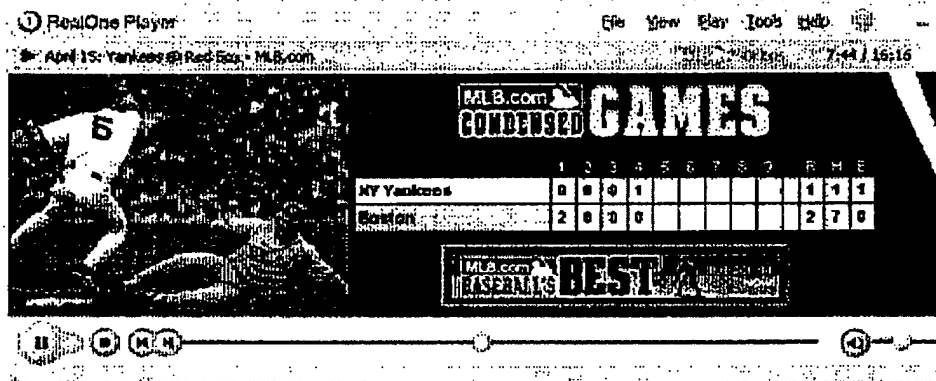 RealOne Player File View Play Tools Help
April 15: Yankees @ Red Sox - MLB.com 7:44 / 16:16
6
MLB.com
CONDENSED GAMES
1 2 3 4 5 6 7 8 9 R H E
NY Yankees 0 0 0 1 1 1 1
Boston 2 0 0 0 2 7 0
MLB.com
BASEBALL'S BEST